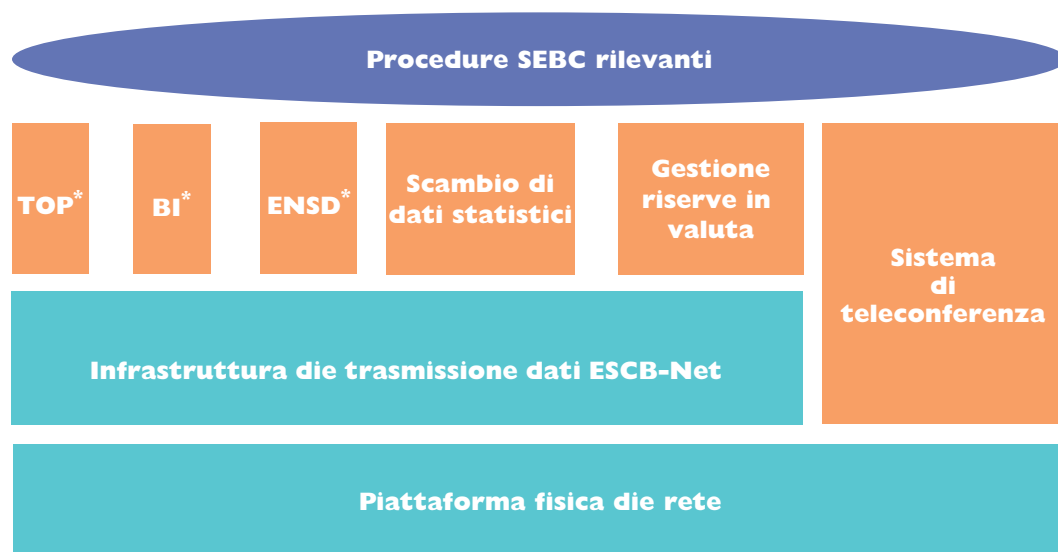 Procedure SEBC rilevanti
TOP*
BI*
ENSD*
Scambio di
dati statistici
Gestione
riserve in
valuta
Sistema
di
teleconferenza
Infrastruttura die trasmissione dati ESCB-Net
Piattaforma fisica die rete